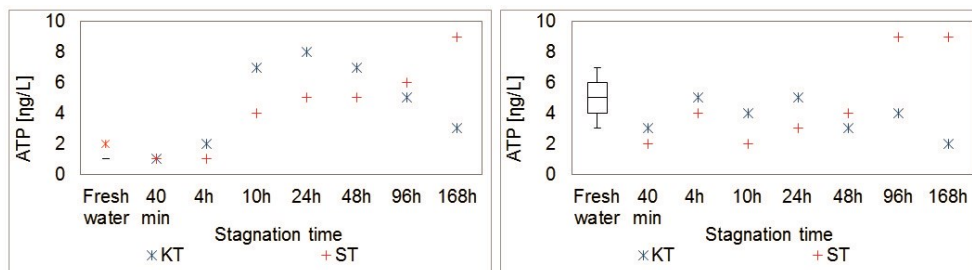 ATP [ng/L]
10
8
6
4
2
0
Fresh water 40 min 4h 10h 24h 48h 96h 168h
Stagnation time
KT ST
ATP [ng/L]
10
8
6
4
2
0
Fresh water 40 min 4h 10h 24h 48h 96h 168h
Stagnation time
KT ST